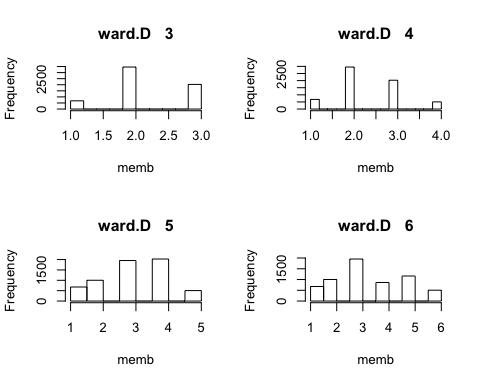 ward.D 3
Frequency
0 2500
1.0 1.5 2.0 2.5 3.0
memb
ward.D 4
Frequency
0 2500
1.0 2.0 3.0 4.0
memb
ward.D 5
Frequency
0 1500
1 2 3 4 5
memb
ward.D 6
Frequency
0 1500
1 2 3 4 5 6
memb